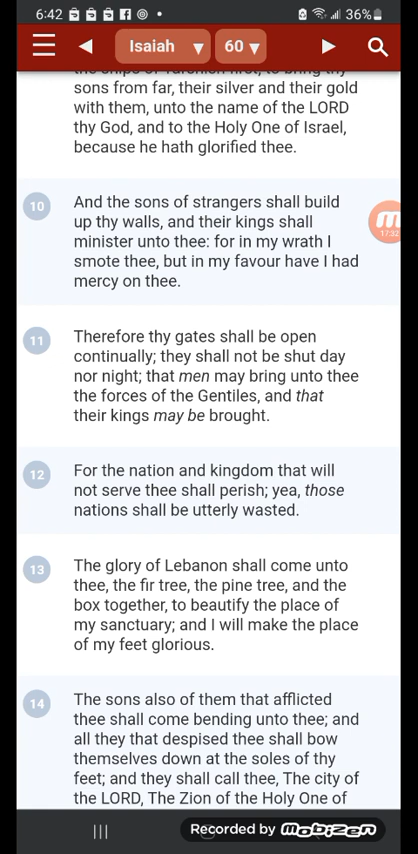 6:42
36%
Isaiah ▼ 60 ▼
the ships of Tarshish first, to bring thy
sons from far, their silver and their gold
with them, unto the name of the LORD
thy God, and to the Holy One of Israel,
because he hath glorified thee.
10
And the sons of strangers shall build
up thy walls, and their kings shall
minister unto thee: for in my wrath I
smote thee, but in my favour have I had
mercy on thee.
17:32
11
Therefore thy gates shall be open
continually; they shall not be shut day
nor night; that men may bring unto thee
the forces of the Gentiles, and that
their kings may be brought.
12
For the nation and kingdom that will
not serve thee shall perish; yea, those
nations shall be utterly wasted.
13
The glory of Lebanon shall come unto
thee, the fir tree, the pine tree, and the
box together, to beautify the place of
my sanctuary; and I will make the place
of my feet glorious.
14
The sons also of them that afflicted
thee shall come bending unto thee; and
all they that despised thee shall bow
themselves down at the soles of thy
feet; and they shall call thee, The city of
the LORD, The Zion of the Holy One of
Recorded by mobizen